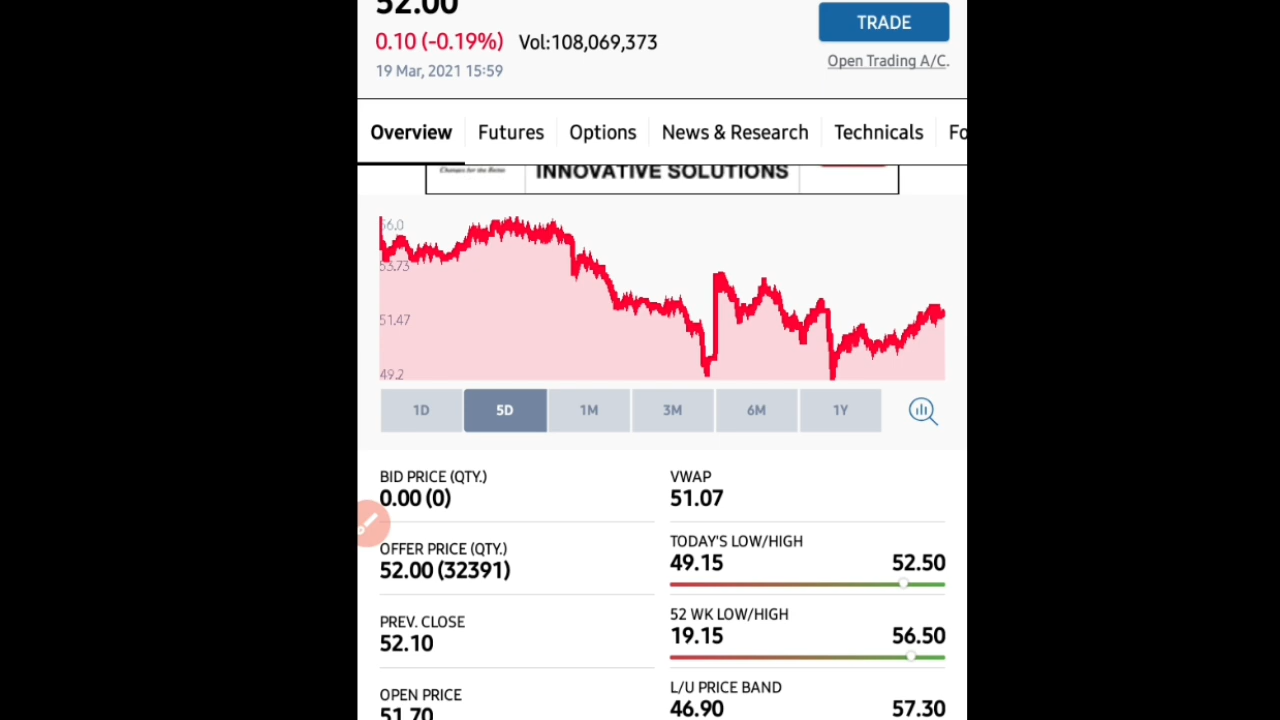 52.00
TRADE
0.10 (-0.19%) Vol:108,069,373
19 Mar, 2021 15:59
Open Trading A/C.
Overview Futures Options News & Research Technicals Fo
INNOVATIVE SOLUTIONS
56.0
53.73
51.47
49.2
1D 5D 1M 3M 6M 1Y
BID PRICE (QTY.)
0.00 (0)
VWAP
51.07
OFFER PRICE (QTY.)
52.00 (32391)
TODAY'S LOW/HIGH
49.15 52.50
PREV. CLOSE
52.10
52 WK LOW/HIGH
19.15 56.50
OPEN PRICE
51.70
L/U PRICE BAND
46.90 57.30